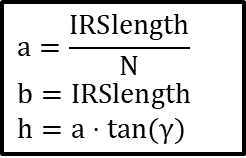 a = IRSlength / N
b = IRSlength
h = a · tan(γ)